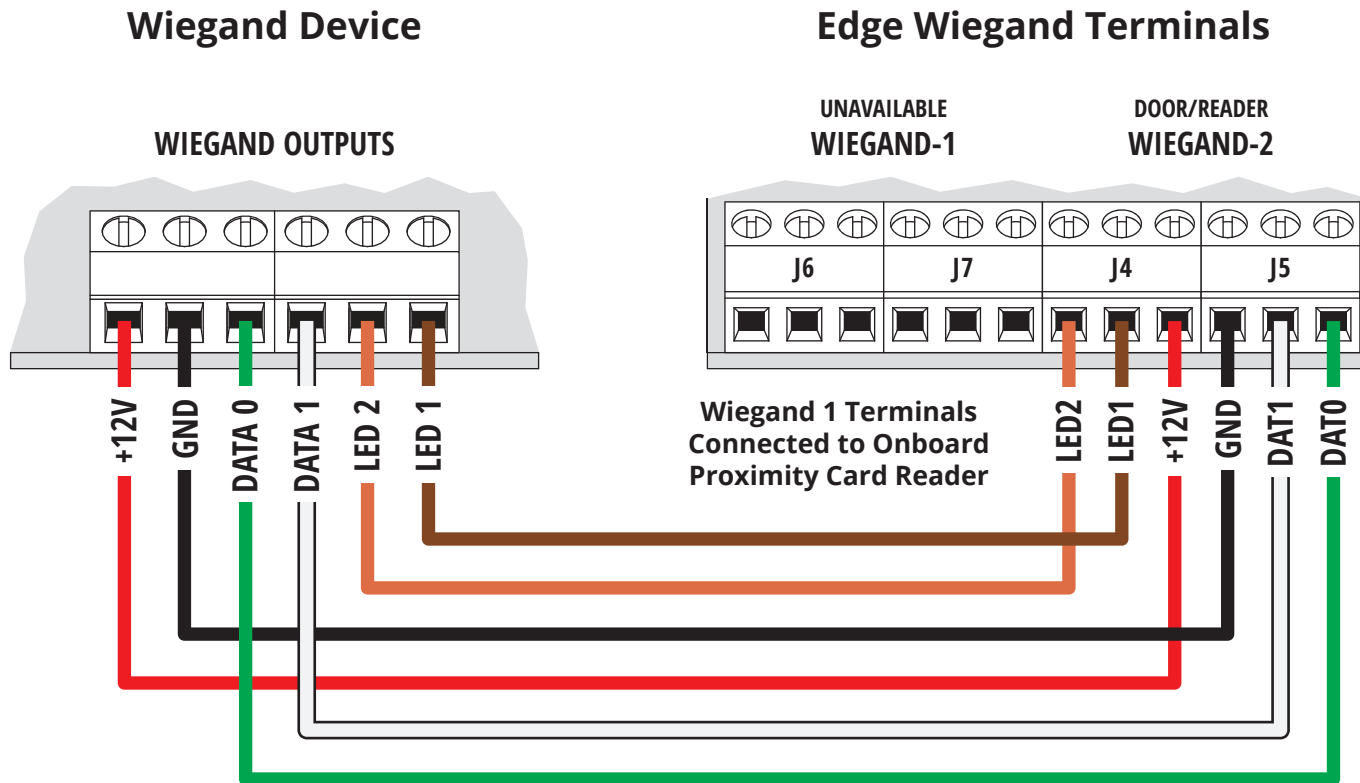 Wiegand Device
Edge Wiegand Terminals
WIEGAND OUTPUTS
UNAVAILABLE
WIEGAND-1
DOOR/READER
WIEGAND-2
J6
J7
J4
J5
+12V
GND
DATA 0
DATA 1
LED 2
LED 1
Wiegand 1 Terminals
Connected to Onboard
Proximity Card Reader
LED2
LED1
+12V
GND
DAT1
DAT0